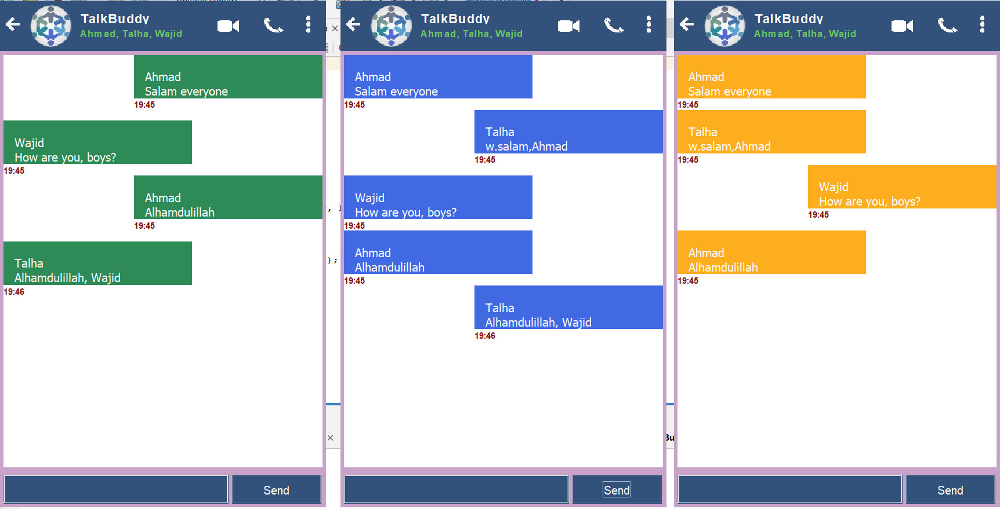 TalkBuddy
Ahmad, Talha, Wajid
Ahmad
Salam everyone
19:45
Wajid
How are you, boys?
19:45
Ahmad
Alhamdulillah
19:45
Talha
Alhamdulillah, Wajid
19:46
Send
TalkBuddy
Ahmad, Talha, Wajid
Ahmad
Salam everyone
19:45
Talha
w.salam,Ahmad
19:45
Wajid
How are you, boys?
19:45
Ahmad
Alhamdulillah
19:45
Talha
Alhamdulillah, Wajid
19:46
Send
);
TalkBuddy
Ahmad, Talha, Wajid
Ahmad
Salam everyone
19:45
Talha
w.salam,Ahmad
19:45
Wajid
How are you, boys?
19:45
Ahmad
Alhamdulillah
19:45
Send